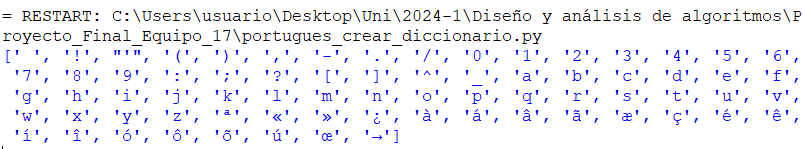 = RESTART: C:\Users\usuario\Desktop\Uni\2024-1\Diseño y análisis de algoritmos\P
royecto_Final_Equipo_17\portugues_crear_diccionario.py
[' ', '!', "'", '(', ')', ',', '-', '.', '/', '0', '1', '2', '3', '4', '5', '6',
'7', '8', '9', ':', ';', '?', '[', ']', '^', '_', 'a', 'b', 'c', 'd', 'e', 'f',
'g', 'h', 'i', 'j', 'k', 'l', 'm', 'n', 'o', 'p', 'q', 'r', 's', 't', 'u', 'v',
'w', 'x', 'y', 'z', 'ª', '«', '»', '¿', 'à', 'á', 'â', 'ã', 'æ', 'ç', 'é', 'ê',
'í', 'î', 'ó', 'ô', 'õ', 'ú', 'œ', '→']